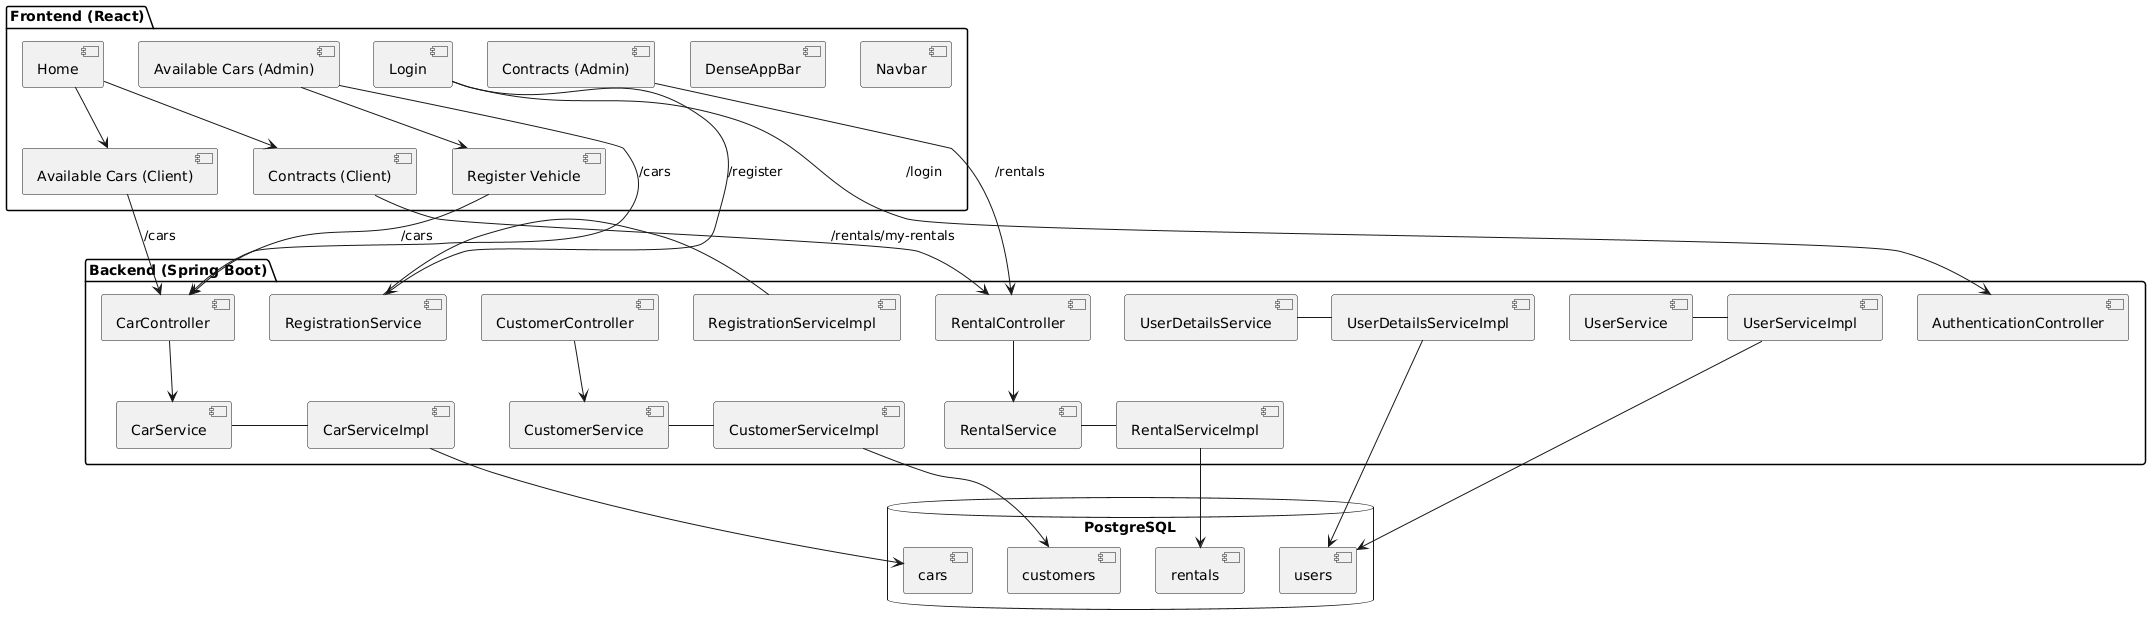 Frontend (React)
Home
Available Cars (Admin)
Login
Contracts (Admin)
DenseAppBar
Navbar
Available Cars (Client)
Contracts (Client)
Register Vehicle
/cars
/register
/login
/rentals
/cars
/cars
/rentals/my-rentals
Backend (Spring Boot)
CarController
RegistrationService
CustomerController
RegistrationServiceImpl
RentalController
UserDetailsService
UserDetailsServiceImpl
UserService
UserServiceImpl
AuthenticationController
CarService
CarServiceImpl
CustomerService
CustomerServiceImpl
RentalService
RentalServiceImpl
PostgreSQL
cars
customers
rentals
users